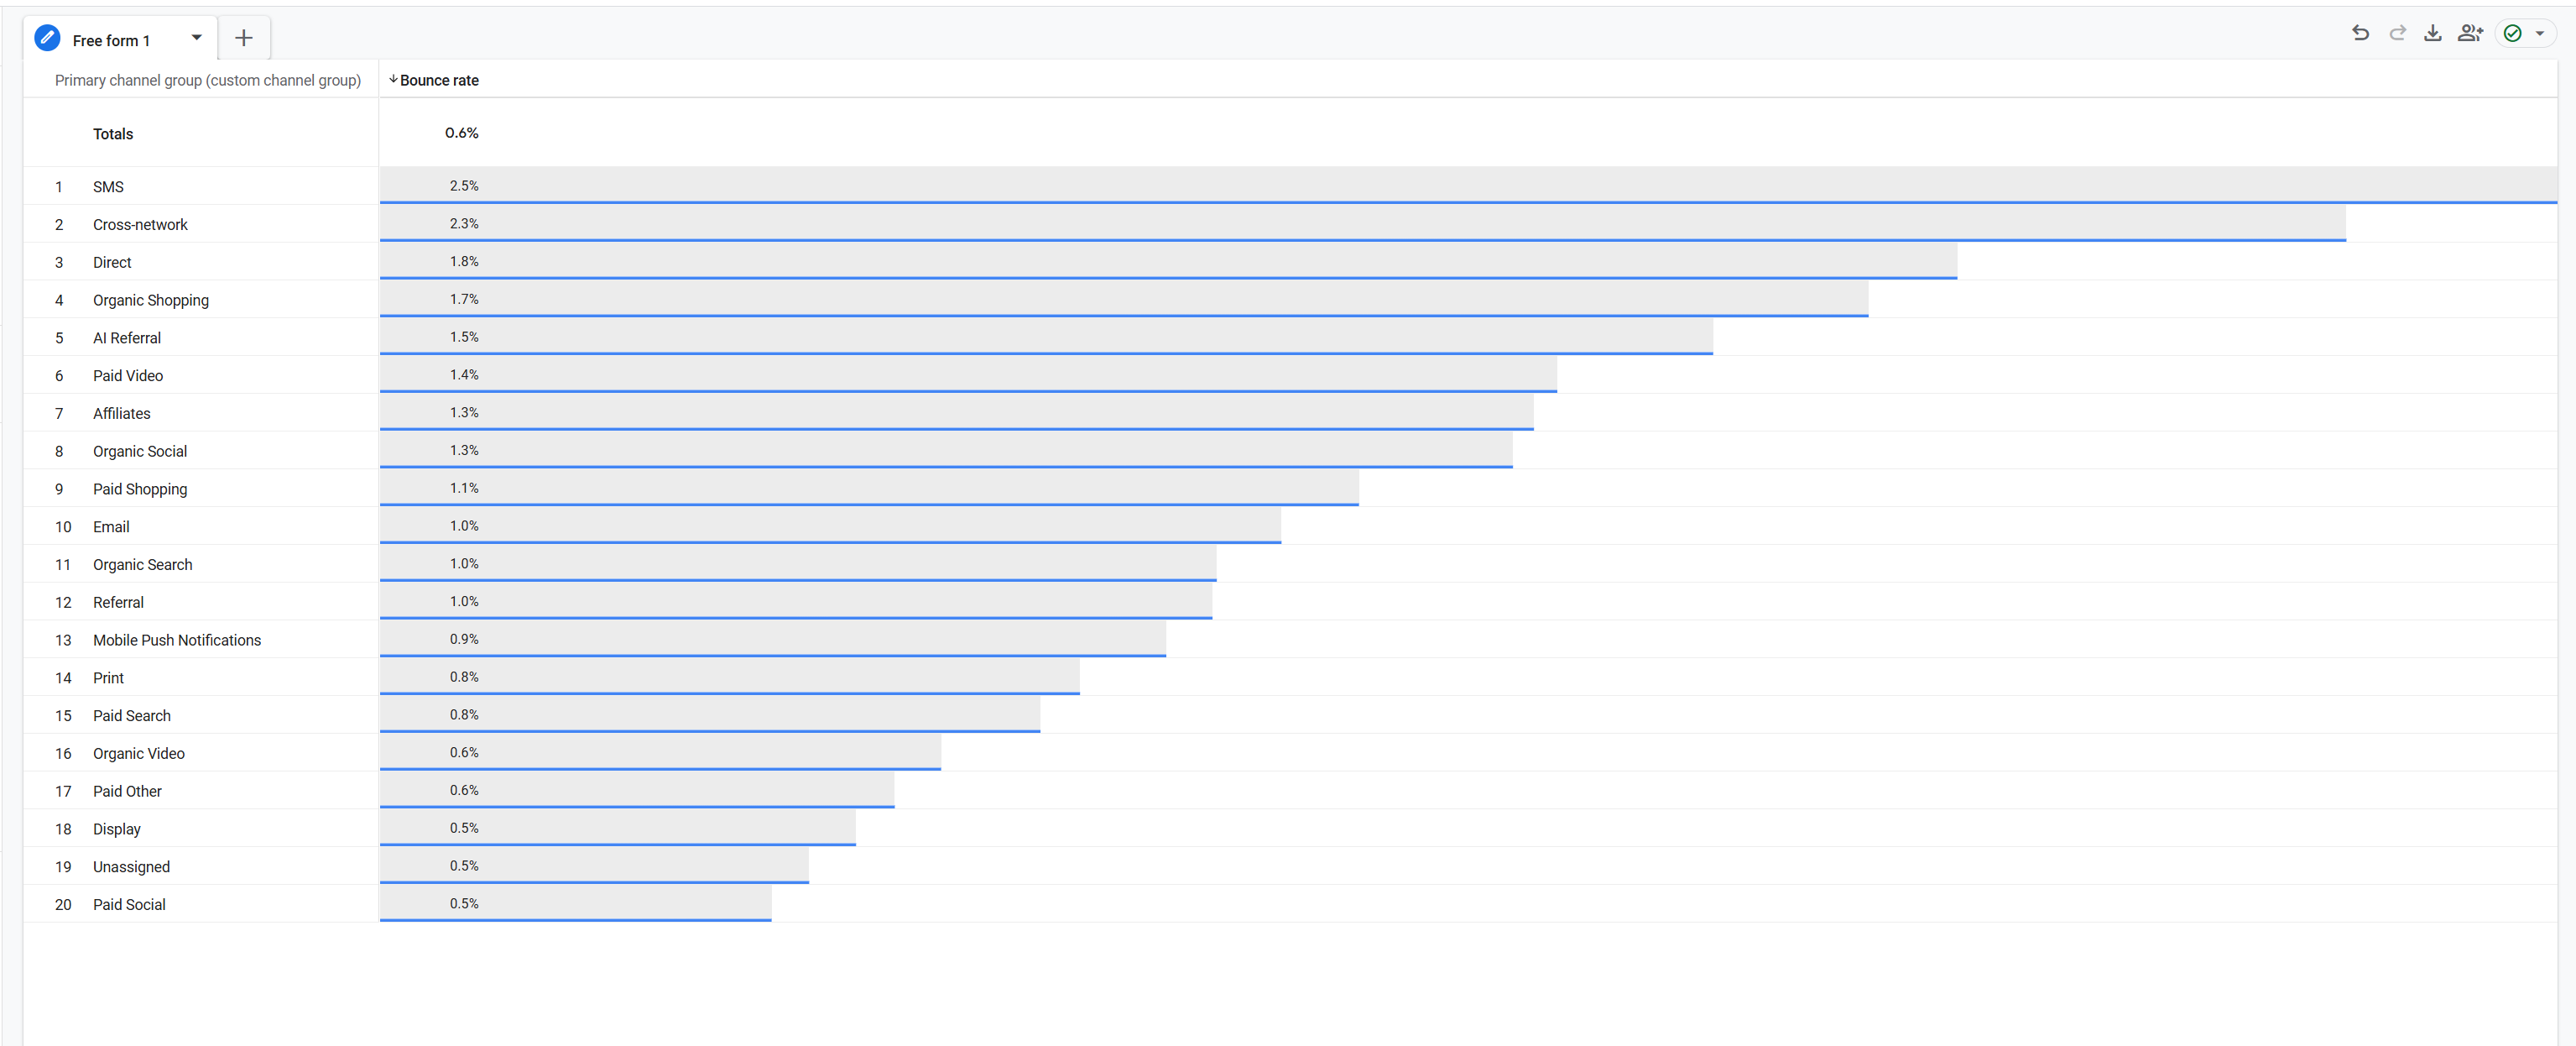 Free form 1
Primary channel group (custom channel group) ↓Bounce rate
Totals 0.6%
1 SMS 2.5%
2 Cross-network 2.3%
3 Direct 1.8%
4 Organic Shopping 1.7%
5 AI Referral 1.5%
6 Paid Video 1.4%
7 Affiliates 1.3%
8 Organic Social 1.3%
9 Paid Shopping 1.1%
10 Email 1.0%
11 Organic Search 1.0%
12 Referral 1.0%
13 Mobile Push Notifications 0.9%
14 Print 0.8%
15 Paid Search 0.8%
16 Organic Video 0.6%
17 Paid Other 0.6%
18 Display 0.5%
19 Unassigned 0.5%
20 Paid Social 0.5%